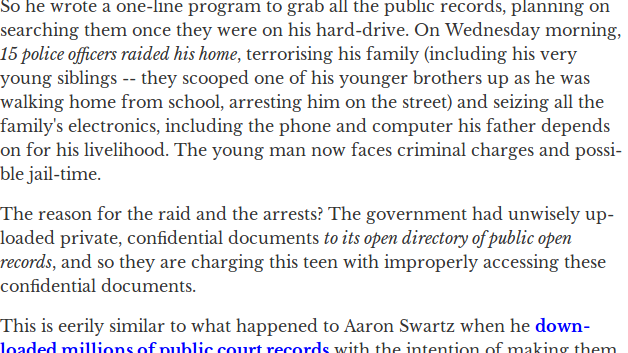 So he wrote a one-line program to grab all the public records, planning on
searching them once they were on his hard-drive. On Wednesday morning,
15 police officers raided his home, terrorising his family (including his very
young siblings -- they scooped one of his younger brothers up as he was
walking home from school, arresting him on the street) and seizing all the
family's electronics, including the phone and computer his father depends
on for his livelihood. The young man now faces criminal charges and possi-
ble jail-time.
The reason for the raid and the arrests? The government had unwisely up-
loaded private, confidential documents to its open directory of public open
records, and so they are charging this teen with improperly accessing these
confidential documents.
This is eerily similar to what happened to Aaron Swartz when he down-
loaded millions of public court records with the intention of making them